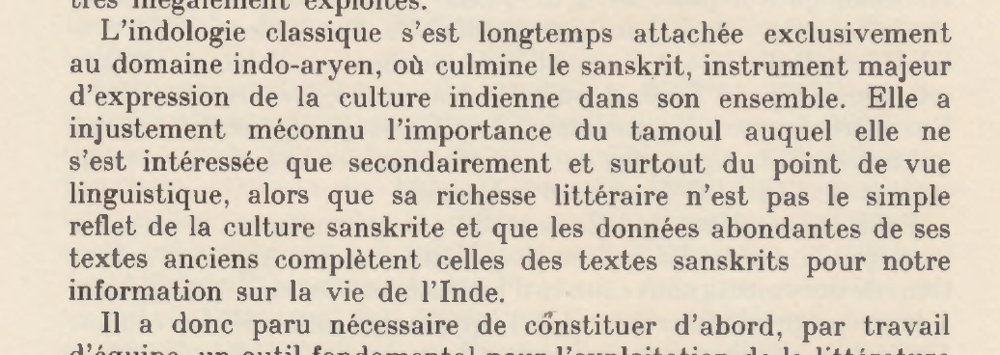 très inégalement exploités.
L'indologie classique s'est longtemps attachée exclusivement
au domaine indo-aryen, où culmine le sanskrit, instrument majeur
d'expression de la culture indienne dans son ensemble. Elle a
injustement méconnu l'importance du tamoul auquel elle ne
s'est intéressée que secondairement et surtout du point de vue
linguistique, alors que sa richesse littéraire n'est pas le simple
reflet de la culture sanskrite et que les données abondantes de ses
textes anciens complètent celles des textes sanskrits pour notre
information sur la vie de l'Inde.
Il a donc paru nécessaire de constituer d'abord, par travail
d'équipe, un outil fondamental pour l'exploitation de la littérature